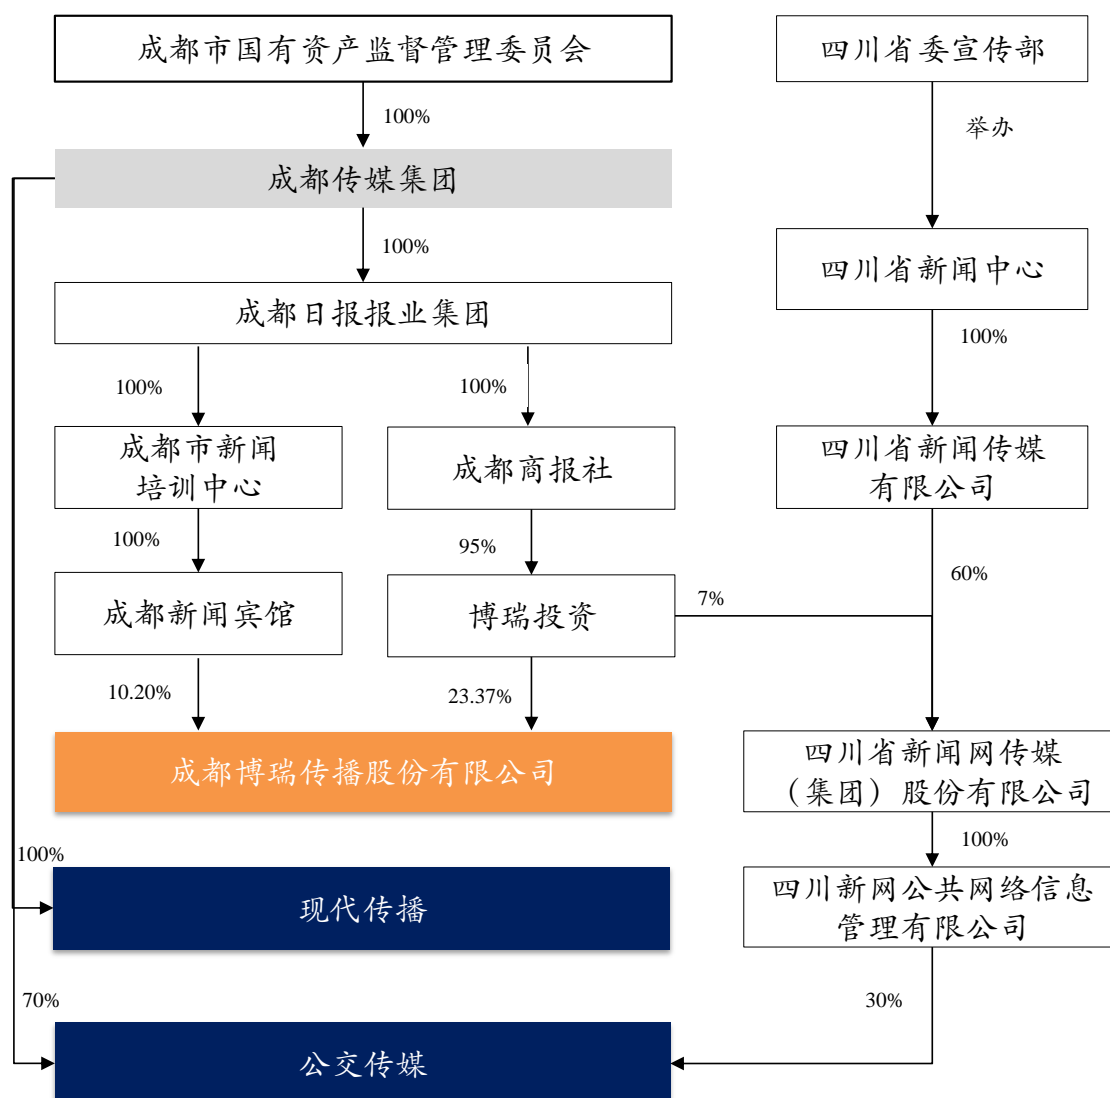 成都市国有资产监督管理委员会
四川省委宣传部
100%
举办
成都传媒集团
100%
四川省新闻中心
成都日报报业集团
100%
100%
100%
成都市新闻
培训中心
成都商报社
四川省新闻传媒
有限公司
100%
95%
60%
7%
成都新闻宾馆
博瑞投资
10.20%
23.37%
成都博瑞传播股份有限公司
四川省新闻网传媒
（集团）股份有限公司
100%
100%
现代传播
四川新网公共网络信息
管理有限公司
70%
30%
公交传媒